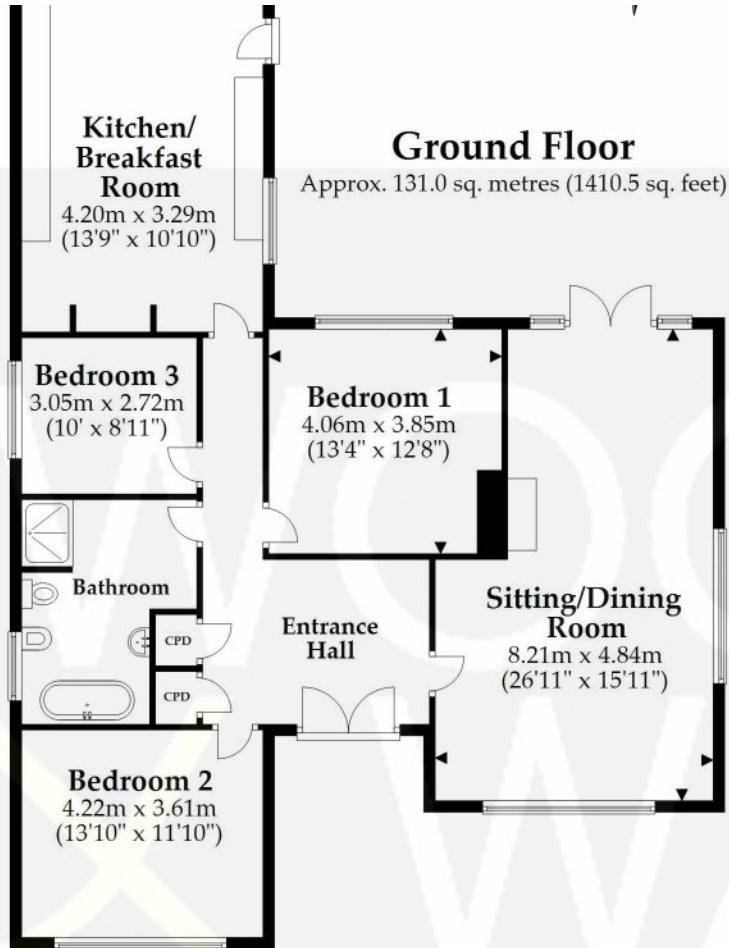 Kitchen/
Breakfast
Room
4.20m x 3.29m
(13'9" x 10'10")
Ground Floor
Approx. 131.0 sq. metres (1410.5 sq. feet)
Bedroom 3
3.05m x 2.72m
(10' x 8'11")
Bedroom 1
4.06m x 3.85m
(13'4" x 12'8")
Bathroom
CPD
CPD
Entrance
Hall
Sitting/Dining
Room
8.21m x 4.84m
(26'11" x 15'11")
Bedroom 2
4.22m x 3.61m
(13'10" x 11'10")